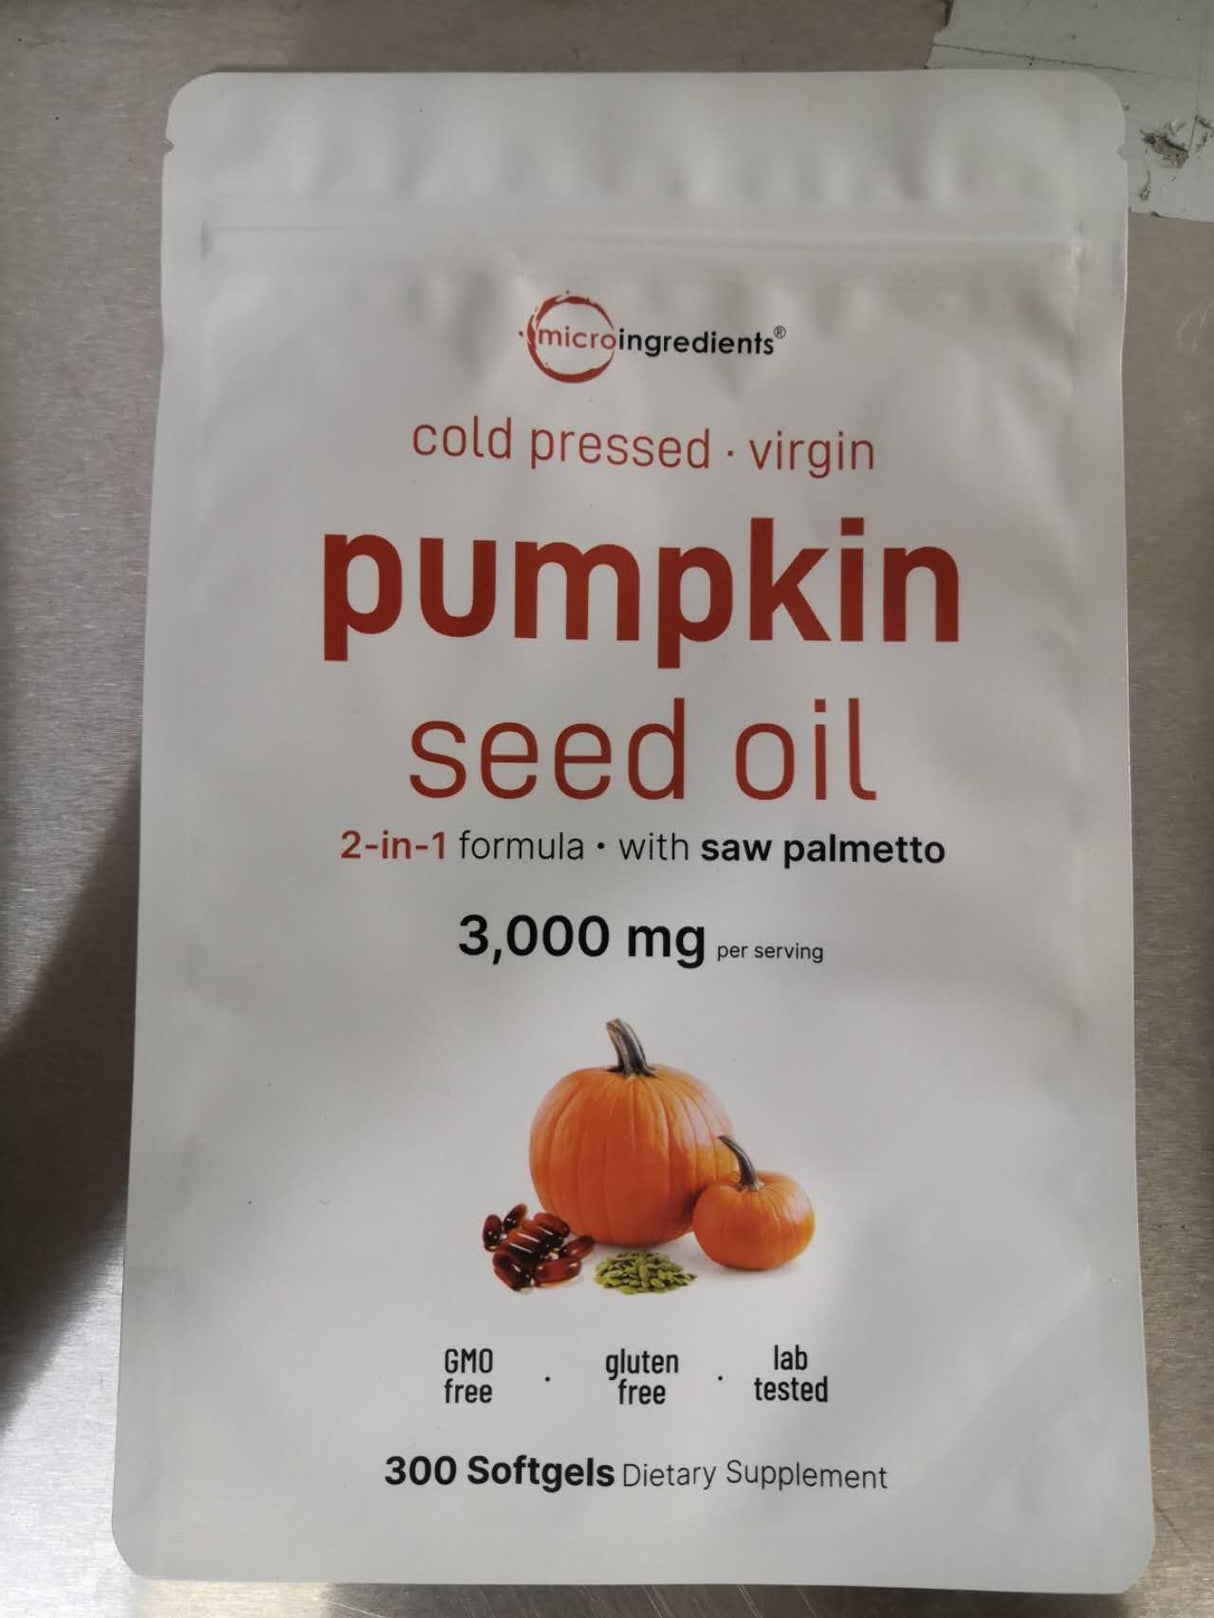 microingredients®
cold pressed · virgin
pumpkin
seed oil
2-in-1 formula • with saw palmetto
3,000 mg per serving
GMO free · gluten free · lab tested
300 Softgels Dietary Supplement